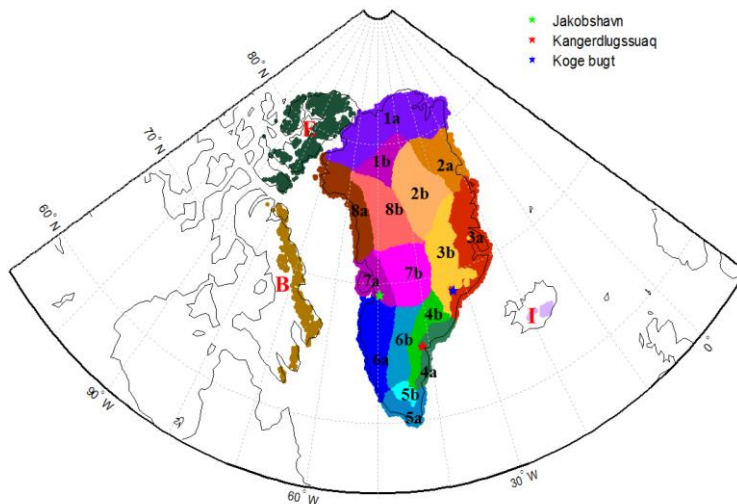 Jakobshavn
Kangerdlugssuaq
Koge bugt
80° N
70° N
60° N
E
1a
1b
2a
2b
8a
8b
3a
3b
7a
7b
B
I
4b
6b
6a
4a
5b
5a
0°
90° W
60° W
30° W